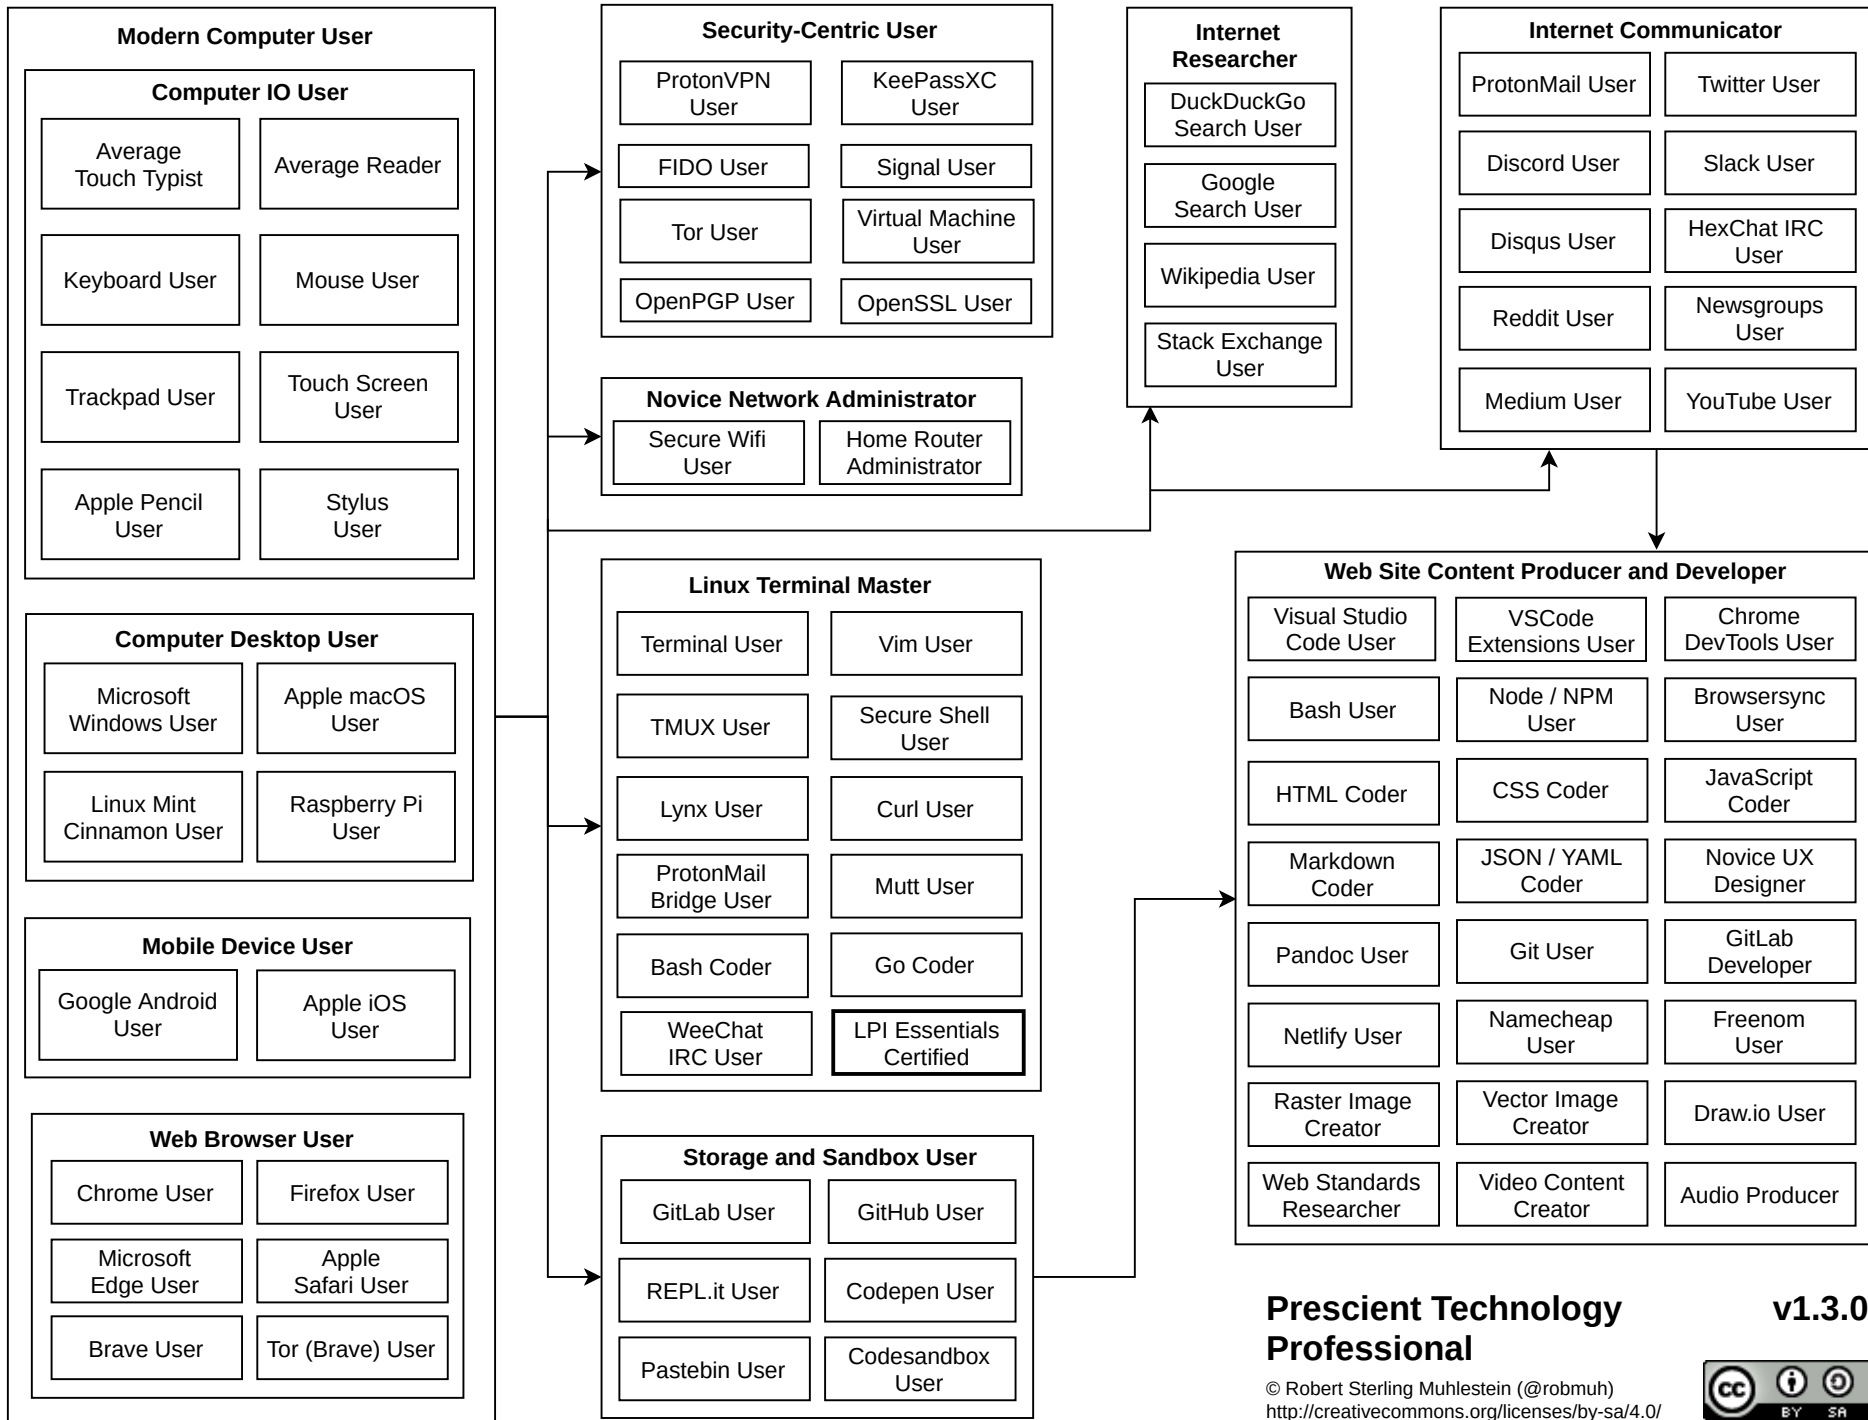 Modern Computer User
Computer IO User
Average
Touch Typist
Average Reader
Keyboard User
Mouse User
Trackpad User
Touch Screen
User
Apple Pencil
User
Stylus
User
Computer Desktop User
Microsoft
Windows User
Apple macOS
User
Linux Mint
Cinnamon User
Raspberry Pi
User
Mobile Device User
Google Android
User
Apple iOS
User
Web Browser User
Chrome User
Firefox User
Microsoft
Edge User
Apple
Safari User
Brave User
Tor (Brave) User
Security-Centric User
ProtonVPN
User
KeePassXC
User
FIDO User
Signal User
Tor User
Virtual Machine
User
OpenPGP User
OpenSSL User
Novice Network Administrator
Secure Wifi
User
Home Router
Administrator
Linux Terminal Master
Terminal User
Vim User
TMUX User
Secure Shell
User
Lynx User
Curl User
ProtonMail
Bridge User
Mutt User
Bash Coder
Go Coder
WeeChat
IRC User
LPI Essentials
Certified
Storage and Sandbox User
GitLab User
GitHub User
REPL.it User
Codepen User
Pastebin User
Codesandbox
User
Internet
Researcher
DuckDuckGo
Search User
Google
Search User
Wikipedia User
Stack Exchange
User
Internet Communicator
ProtonMail User
Twitter User
Discord User
Slack User
Disqus User
HexChat IRC
User
Reddit User
Newsgroups
User
Medium User
YouTube User
Web Site Content Producer and Developer
Visual Studio
Code User
VSCode
Extensions User
Chrome
DevTools User
Bash User
Node / NPM
User
Browsersync
User
HTML Coder
CSS Coder
JavaScript
Coder
Markdown
Coder
JSON / YAML
Coder
Novice UX
Designer
Pandoc User
Git User
GitLab
Developer
Netlify User
Namecheap
User
Freenom
User
Raster Image
Creator
Vector Image
Creator
Draw.io User
Web Standards
Researcher
Video Content
Creator
Audio Producer
Prescient Technology
Professional
v1.3.0
© Robert Sterling Muhlestein (@robmuh)
http://creativecommons.org/licenses/by-sa/4.0/
cc
BY SA